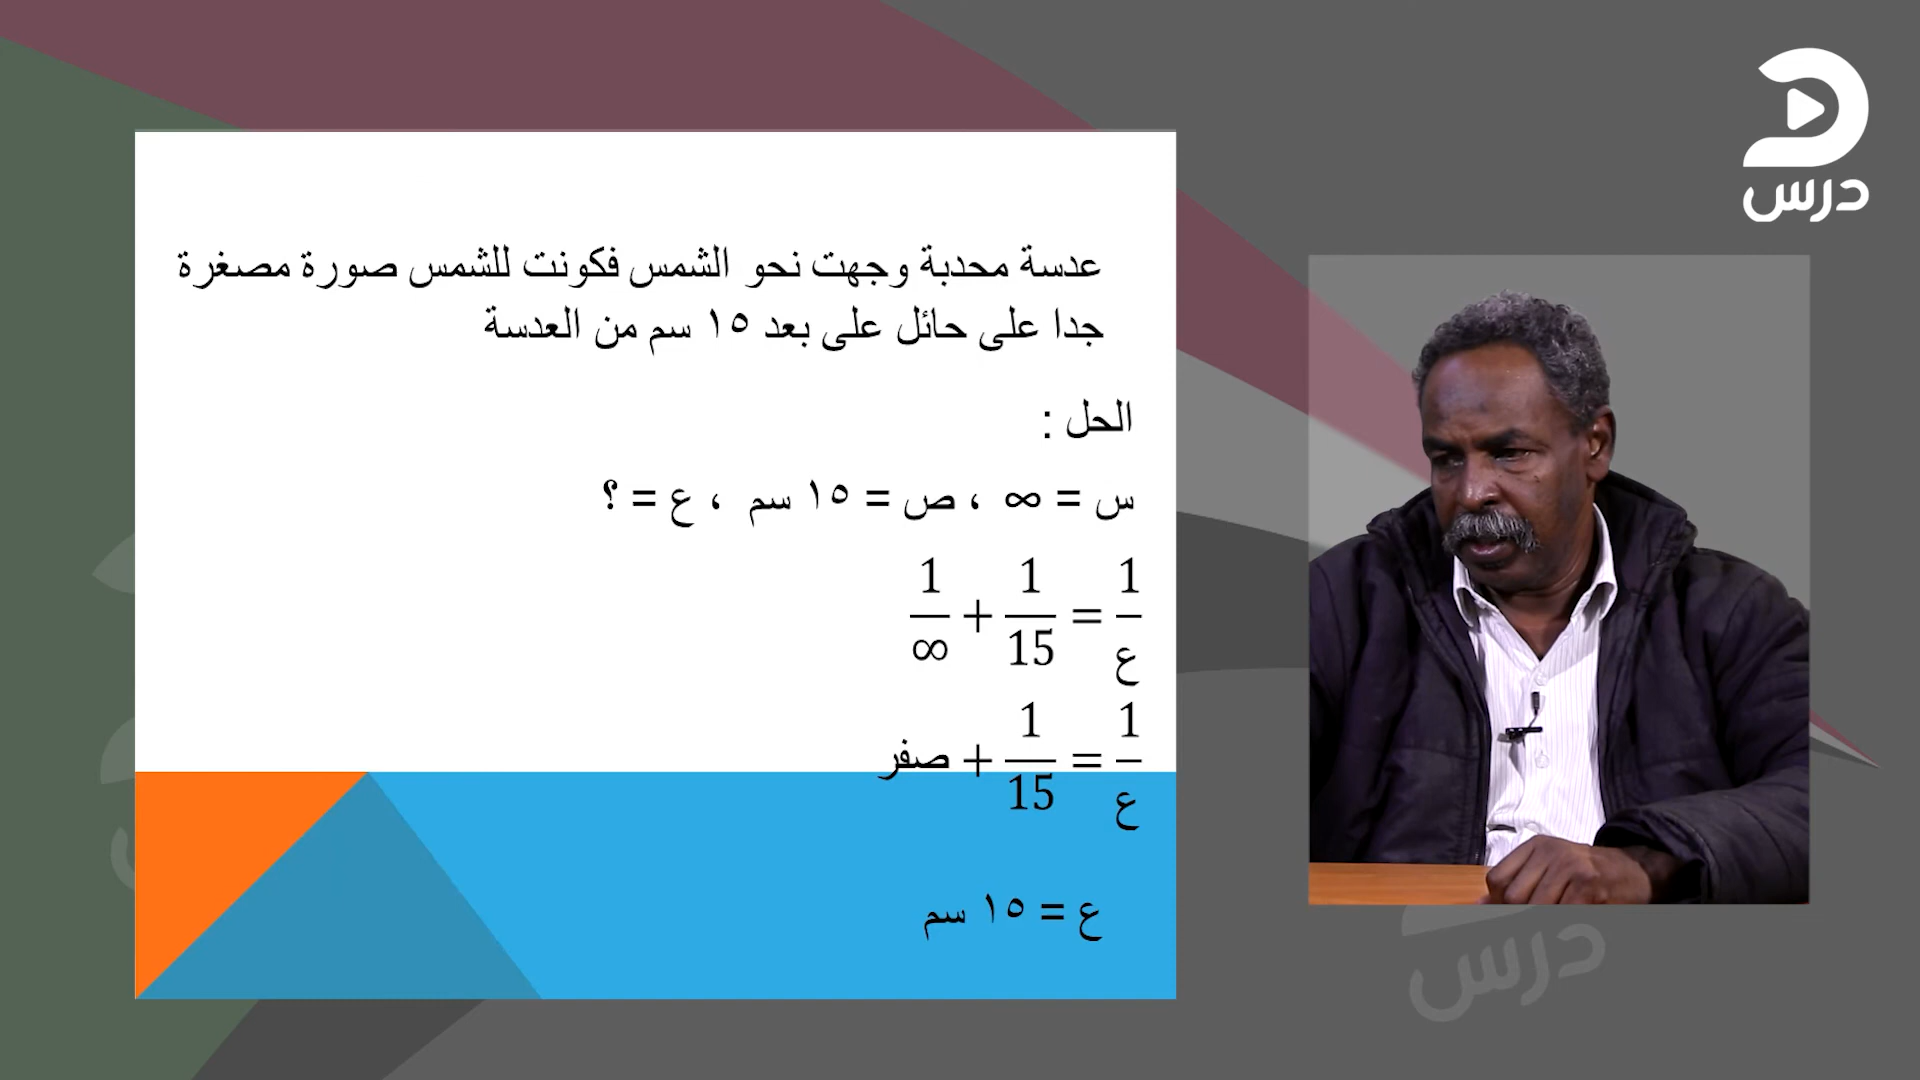 درس
عدسة محدبة وجهت نحو الشمس فكونت للشمس صورة مصغرة
جدا على حائل على بعد ١٥ سم من العدسة
الحل :
س = ∞ ، ص = ١٥ سم ، ع = ؟
1/ع = 1/15 + 1/∞
1/ع = 1/15 + صفر
ع = ١٥ سم
درس